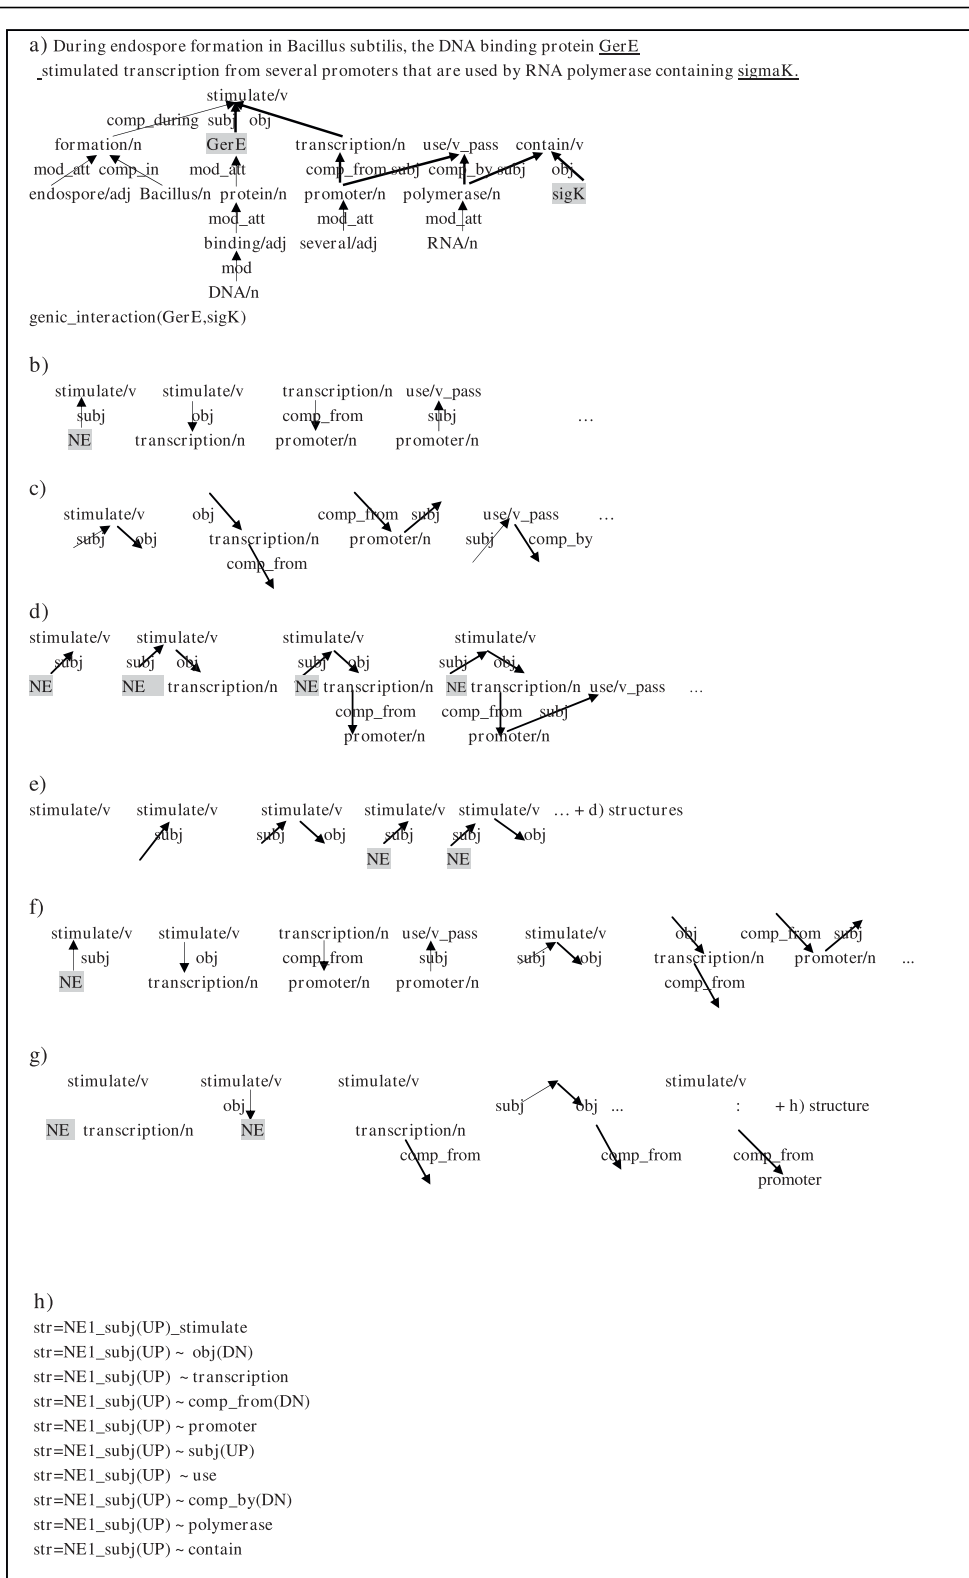 a) During endospore formation in Bacillus subtilis, the DNA binding protein GerE
_stimulated transcription from several promoters that are used by RNA polymerase containing sigmaK.
stimulate/v
comp_during subj obj
formation/n GerE transcription/n use/v_pass contain/v
mod_att comp_in mod_att comp_from subj comp_by subj obj
endospore/adj Bacillus/n protein/n promoter/n polymerase/n sigK
mod_att mod_att mod_att
binding/adj several/adj RNA/n
mod
DNA/n
genic_interaction(GerE,sigK)
b)
stimulate/v stimulate/v transcription/n use/v_pass
subj obj comp_from subj ...
NE transcription/n promoter/n promoter/n
c)
stimulate/v obj comp_from subj use/v_pass ...
subj obj transcription/n promoter/n subj comp_by
comp_from
d)
stimulate/v stimulate/v stimulate/v stimulate/v
subj subj obj subj obj subj obj
NE NE transcription/n NE transcription/n NE transcription/n use/v_pass ...
comp_from comp_from subj
promoter/n promoter/n
e)
stimulate/v stimulate/v stimulate/v stimulate/v stimulate/v ... + d) structures
subj subj obj subj subj obj
NE NE
f)
stimulate/v stimulate/v transcription/n use/v_pass stimulate/v obj comp_from subj
subj obj comp_from subj subj obj transcription/n promoter/n ...
NE transcription/n promoter/n promoter/n comp_from
g)
stimulate/v stimulate/v stimulate/v stimulate/v
obj subj obj ... : + h) structure
NE transcription/n NE transcription/n
comp_from comp_from comp_from
promoter
h)
str=NE1_subj(UP)_stimulate
str=NE1_subj(UP) ~ obj(DN)
str=NE1_subj(UP) ~ transcription
str=NE1_subj(UP) ~ comp_from(DN)
str=NE1_subj(UP) ~ promoter
str=NE1_subj(UP) ~ subj(UP)
str=NE1_subj(UP) ~ use
str=NE1_subj(UP) ~ comp_by(DN)
str=NE1_subj(UP) ~ polymerase
str=NE1_subj(UP) ~ contain